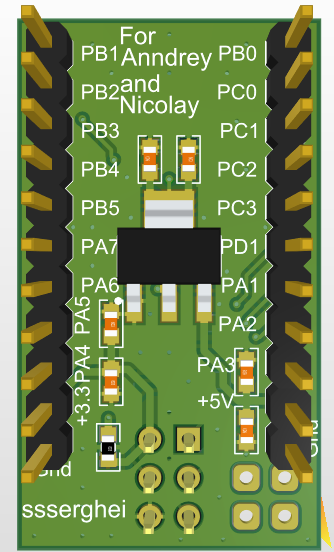 For
Anndrey
and
Nicolay
PB1 PB0
PB2 PC0
PB3 PC1
PB4 PC2
PB5 PC3
PA7 PD1
PA6 PA1
PA5 PA2
PA4 PA3
+3.3 +5V
Gnd Gnd
ssserghei